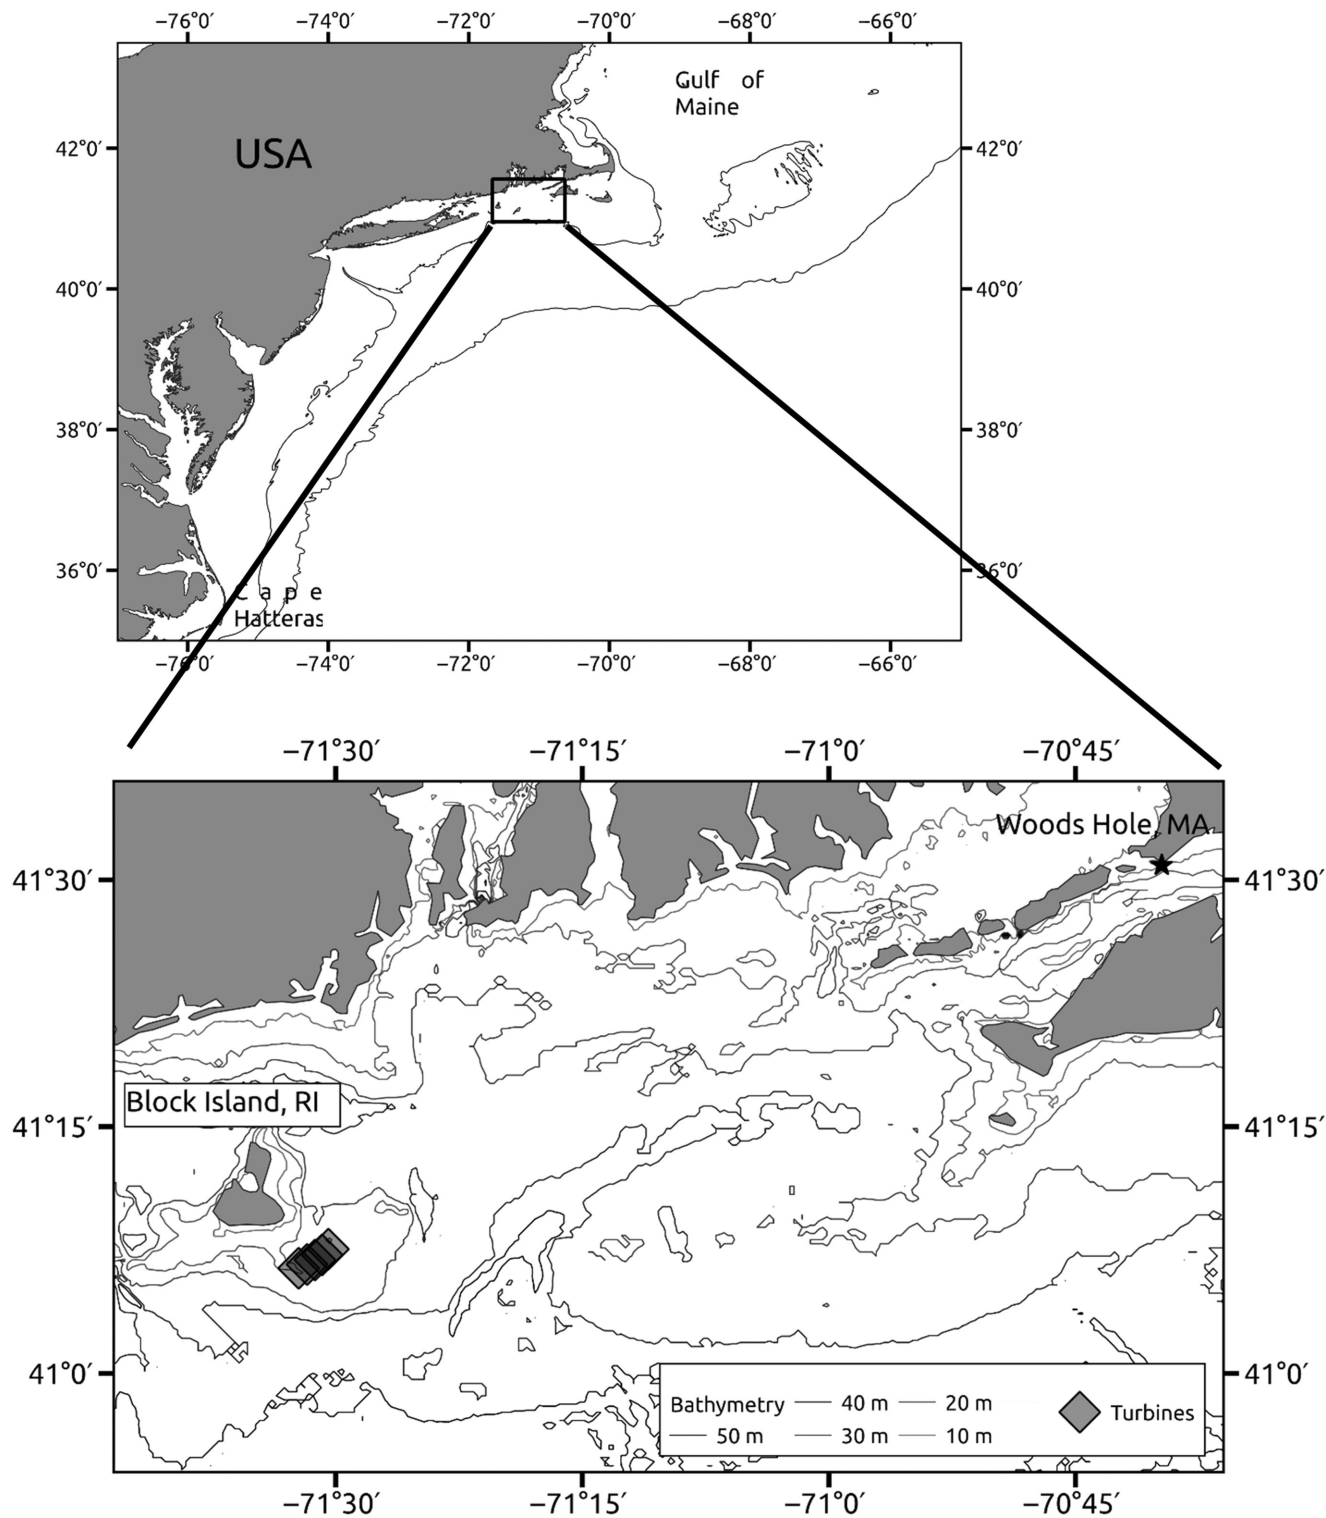 −76°0′ −74°0′ −72°0′ −70°0′ −68°0′ −66°0′
Gulf of
Maine
USA
42°0′ 42°0′
40°0′ 40°0′
38°0′ 38°0′
36°0′ 36°0′
Cape
Hatteras
−76°0′ −74°0′ −72°0′ −70°0′ −68°0′ −66°0′
−71°30′ −71°15′ −71°0′ −70°45′
Woods Hole, MA
41°30′ 41°30′
Block Island, RI
41°15′ 41°15′
41°0′ 41°0′
Bathymetry 40 m 20 m
Turbines
50 m 30 m 10 m
−71°30′ −71°15′ −71°0′ −70°45′